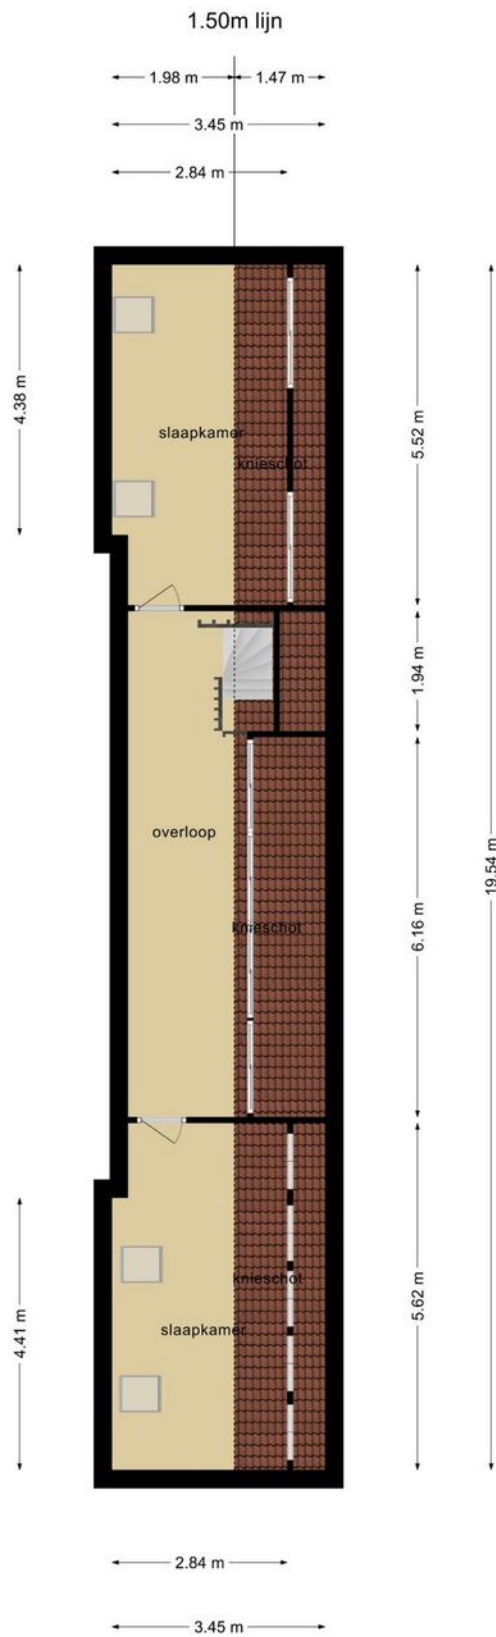 1.50m lijn
1.98 m
1.47 m
3.45 m
2.84 m
4.38 m
5.52 m
slaapkamer
knieschot
1.94 m
overloop
19.54 m
knieschot
6.16 m
knieschot
slaapkamer
4.41 m
5.62 m
2.84 m
3.45 m